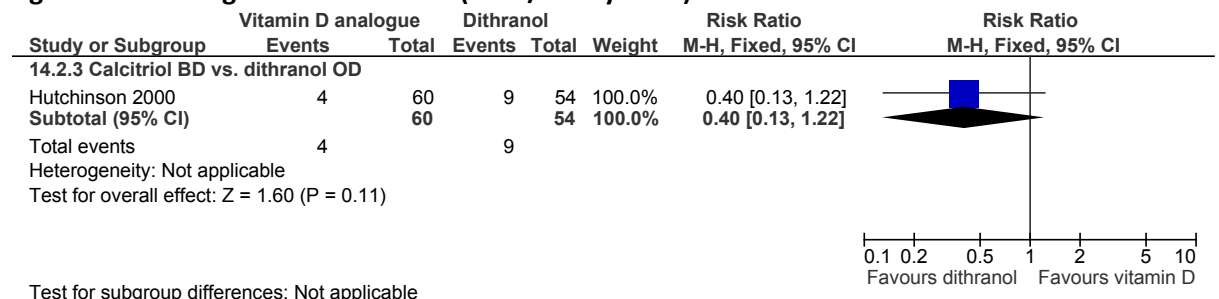 Vitamin D analogue Dithranol Risk Ratio Risk Ratio
Study or Subgroup Events Total Events Total Weight M-H, Fixed, 95% CI M-H, Fixed, 95% CI
14.2.3 Calcitriol BD vs. dithranol OD
Hutchinson 2000 4 60 9 54 100.0% 0.40 [0.13, 1.22]
Subtotal (95% CI) 60 54 100.0% 0.40 [0.13, 1.22]
Total events 4 9
Heterogeneity: Not applicable
Test for overall effect: Z = 1.60 (P = 0.11)
0.1 0.2 0.5 1 2 5 10
Favours dithranol Favours vitamin D
Test for subgroup differences: Not applicable